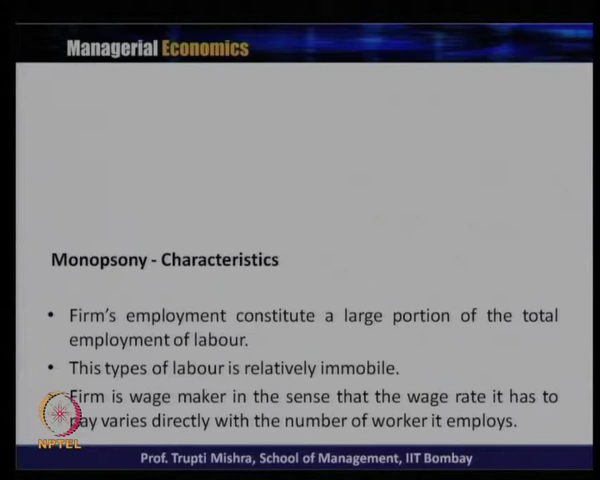 Managerial Economics
Monopsony - Characteristics
• Firm's employment constitute a large portion of the total
employment of labour.
• This types of labour is relatively immobile.
Firm is wage maker in the sense that the wage rate it has to
pay varies directly with the number of worker it employs.
NPTEL
Prof. Trupti Mishra, School of Management, IIT Bombay